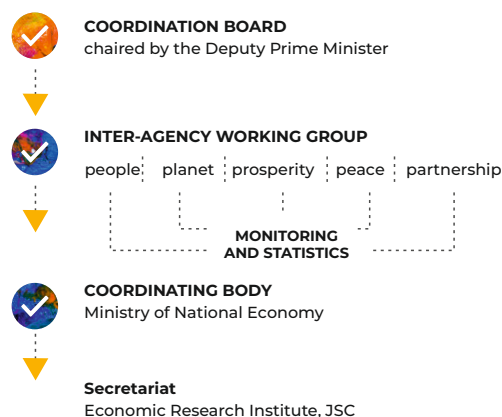 COORDINATION BOARD
chaired by the Deputy Prime Minister
INTER-AGENCY WORKING GROUP
people planet prosperity peace partnership
MONITORING
AND STATISTICS
COORDINATING BODY
Ministry of National Economy
Secretariat
Economic Research Institute, JSC